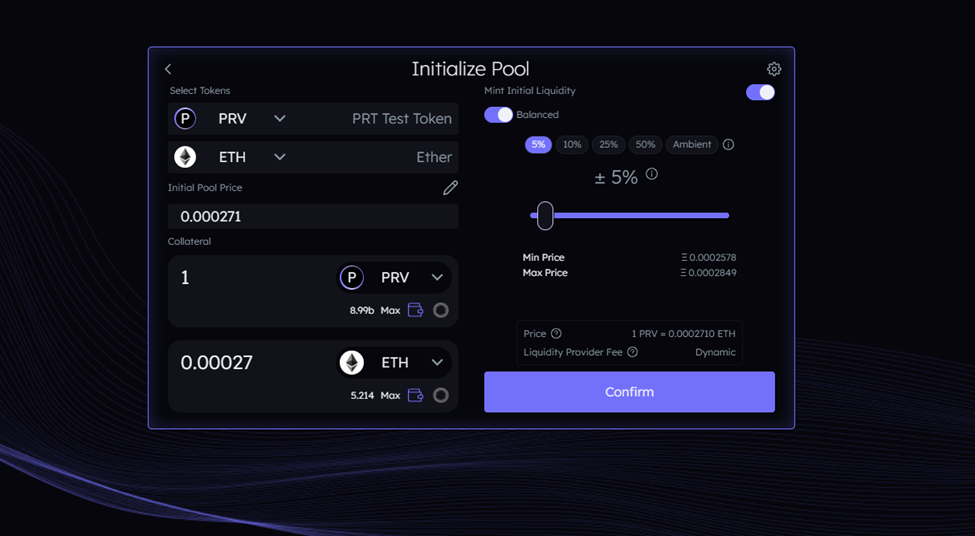 Initialize Pool
Select Tokens
P PRV PRT Test Token
ETH Ether
Initial Pool Price
0.000271
Collateral
1 P PRV
8.99b Max
0.00027 ETH
5.214 Max
Mint Initial Liquidity
Balanced
5% 10% 25% 50% Ambient
± 5%
Min Price Ξ 0.0002578
Max Price Ξ 0.0002849
Price 1 PRV = 0.0002710 ETH
Liquidity Provider Fee Dynamic
Confirm